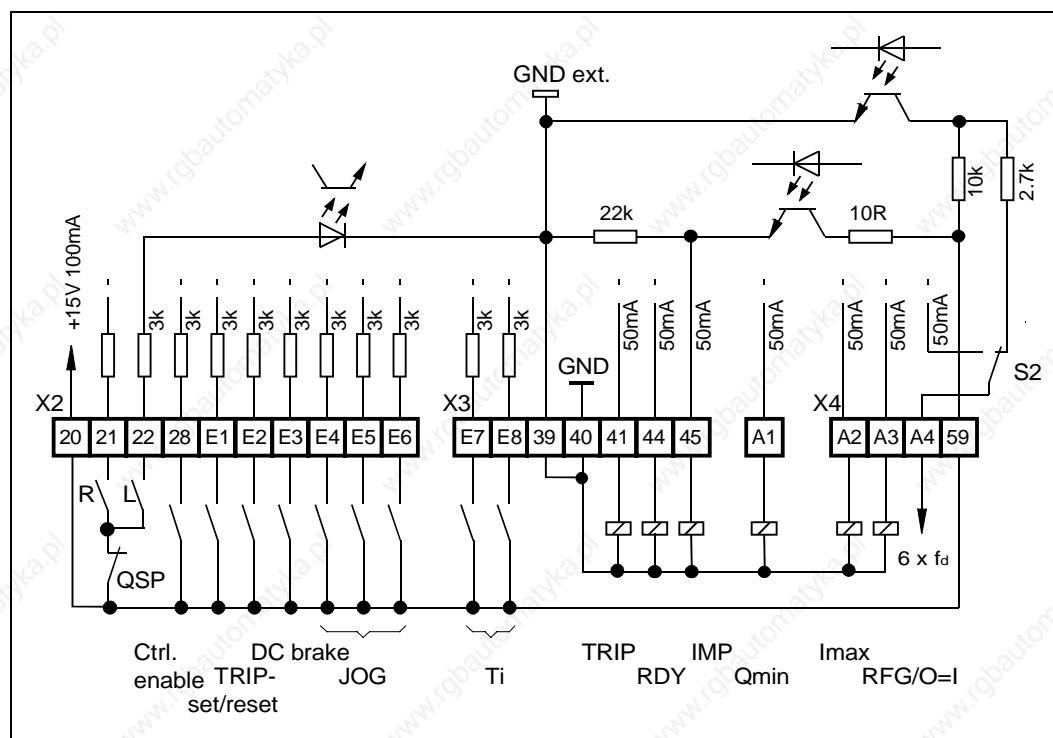 GND ext.
+15V 100mA
22k
10R
10k
2.7k
3k
3k
3k
3k
3k
3k
3k
3k
3k
3k
50mA
50mA
50mA
50mA
50mA
50mA
50mA
GND
S2
X2
X3
X4
20 21 22 28 E1 E2 E3 E4 E5 E6
E7 E8 39 40 41 44 45
A1
A2 A3 A4 59
R L
QSP
6 x fd
Ctrl. DC brake TRIP IMP Imax
enable TRIP- JOG Ti RDY Qmin RFG/O=I
set/reset
www.rgbautomatyka.pl